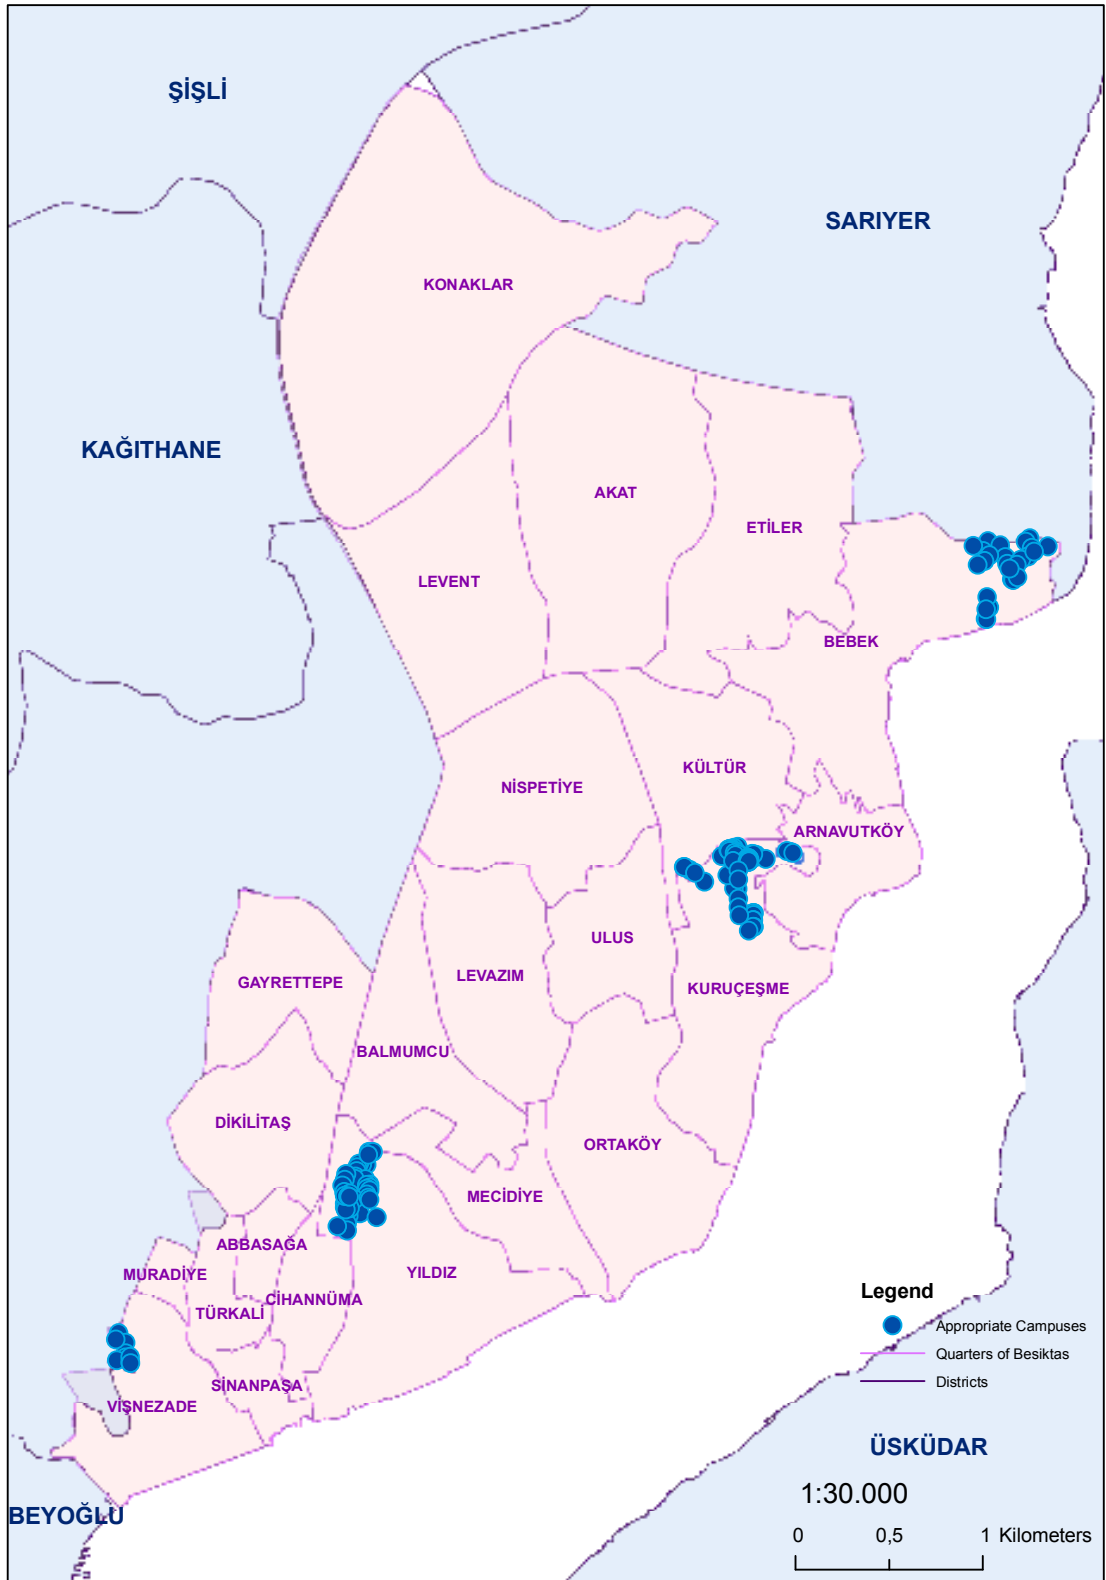 ŞİŞLİ
SARIYER
KONAKLAR
KAĞITHANE
AKAT
ETİLER
LEVENT
BEBEK
KÜLTÜR
NİSPETİYE
ARNAVUTKÖY
ULUS
LEVAZIM
GAYRETTEPE
KURUÇEŞME
BALMUMCU
DİKİLİTAŞ
ORTAKÖY
MECİDİYE
ABBASAĞA
MURADİYE
YILDIZ
CİHANNÜMA
TÜRKALİ
SİNANPAŞA
VİŞNEZADE
Legend
Appropriate Campuses
Quarters of Besiktas
Districts
ÜSKÜDAR
BEYOĞLU
1:30.000
0 0,5 1 Kilometers